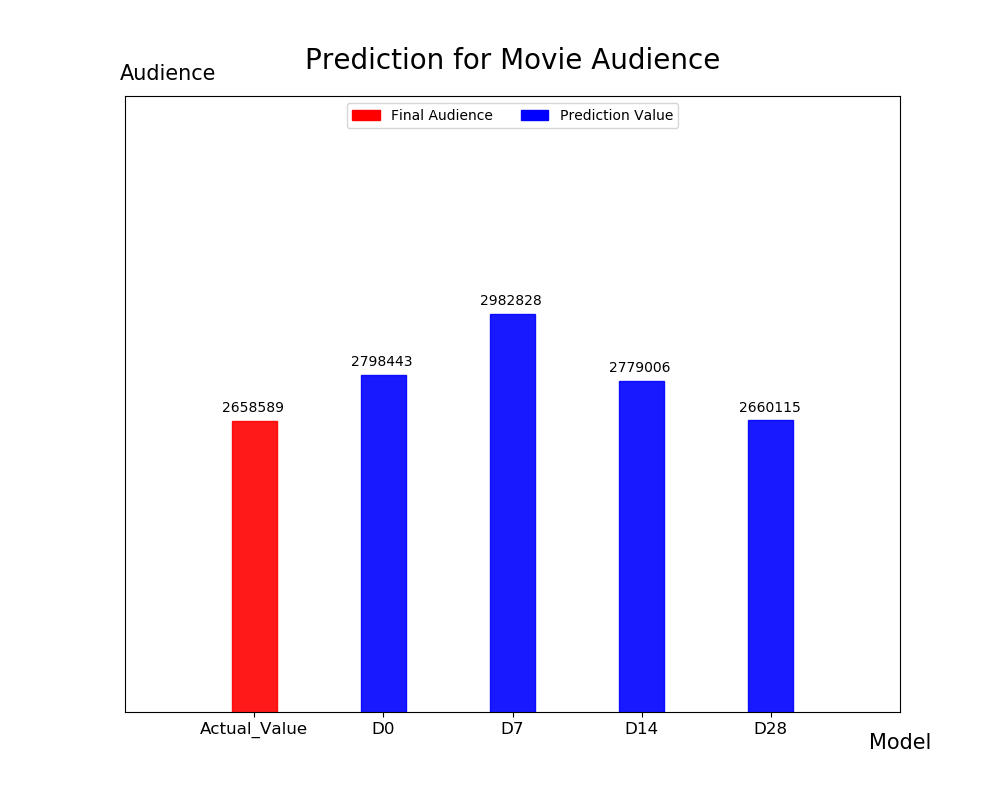 Prediction for Movie Audience
Audience
Final Audience
Prediction Value
2658589
2798443
2982828
2779006
2660115
Actual_Value
D0
D7
D14
D28
Model